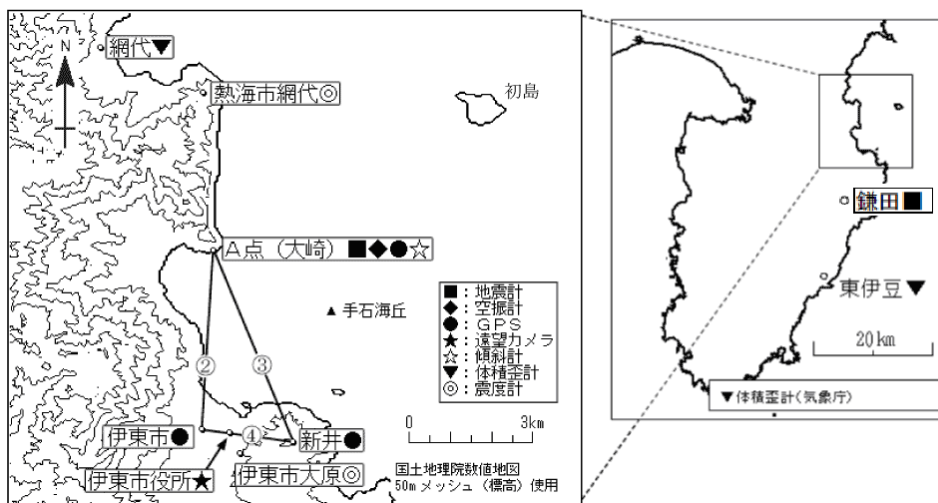 網代▼
N
熱海市網代◎
初島
A点(大崎)■◆●☆
▲手石海丘
■:地震計
◆:空振計
●:GPS
★:遠望カメラ
☆:傾斜計
▼:体積歪計
◎:震度計
②
③
④
伊東市●
新井●
伊東市大原◎
伊東市役所★
0 3km
国土地理院数値地図
50mメッシュ(標高)使用
鎌田■
東伊豆▼
20km
▼体積歪計(気象庁)